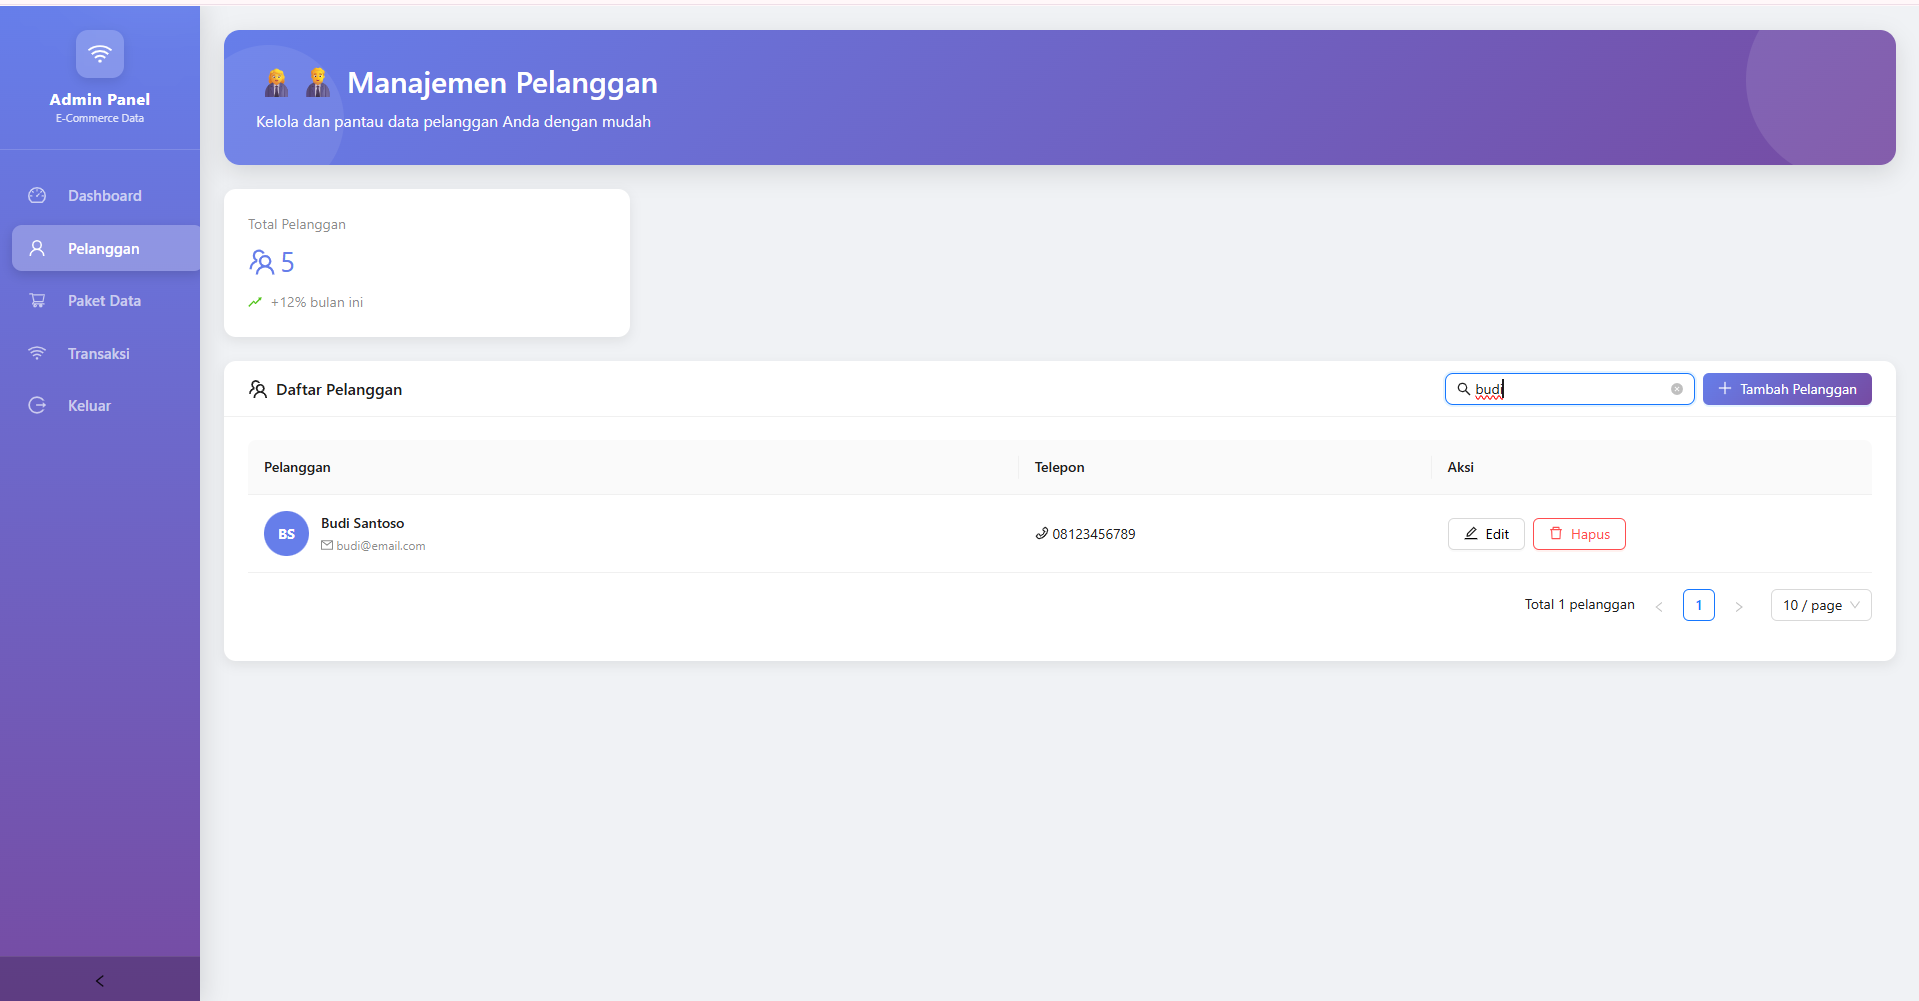 Admin Panel
E-Commerce Data
Dashboard
Pelanggan
Paket Data
Transaksi
Keluar
Manajemen Pelanggan
Kelola dan pantau data pelanggan Anda dengan mudah
Total Pelanggan
5
+12% bulan ini
Daftar Pelanggan
budi
Tambah Pelanggan
Pelanggan Telepon Aksi
BS
Budi Santoso
budi@email.com
08123456789
Edit
Hapus
Total 1 pelanggan
1
10 / page